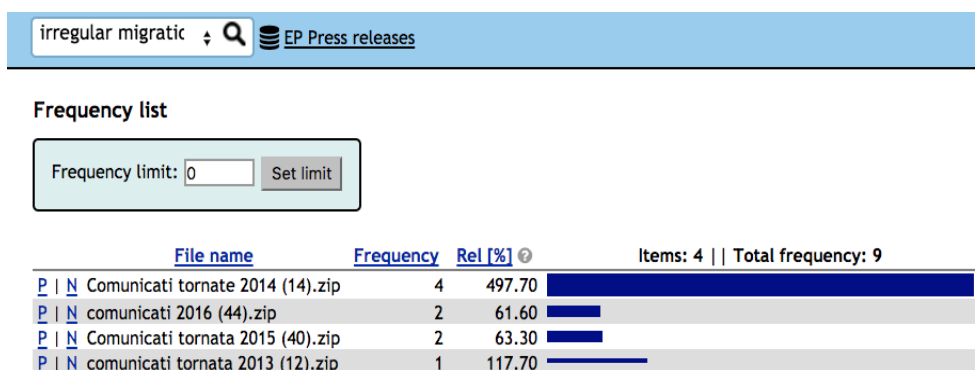 irregular migratic EP Press releases
Frequency list
Frequency limit: 0 Set limit
File name Frequency Rel [%] Items: 4 | | Total frequency: 9
P | N Comunicati tornate 2014 (14).zip 4 497.70
P | N comunicati 2016 (44).zip 2 61.60
P | N Comunicati tornata 2015 (40).zip 2 63.30
P | N comunicati tornata 2013 (12).zip 1 117.70